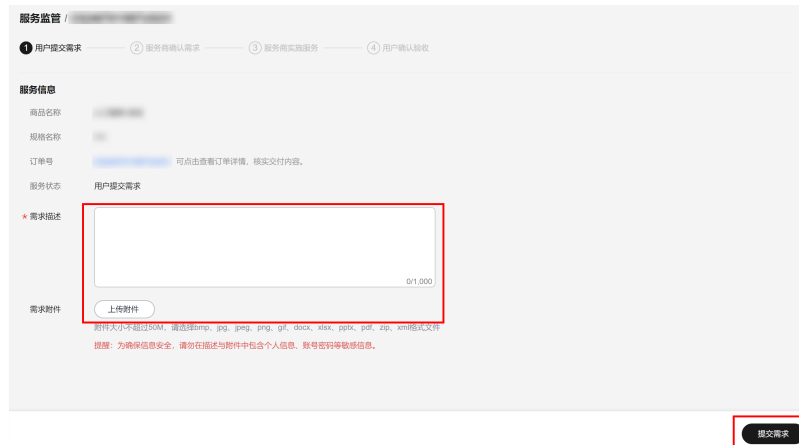 服务监管 /
1 用户提交需求 2 服务商确认需求 3 服务商实施服务 4 用户确认验收
服务信息
商品名称
规格名称
订单号 可点击查看订单详情，核实交付内容。
服务状态 用户提交需求
* 需求描述
0/1,000
需求附件 上传附件
附件大小不超过50M，请选择bmp、jpg、jpeg、png、gif、docx、xlsx、pptx、pdf、zip、xml格式文件
提醒：为确保信息安全，请勿在描述与附件中包含个人信息、账号密码等敏感信息。
提交需求